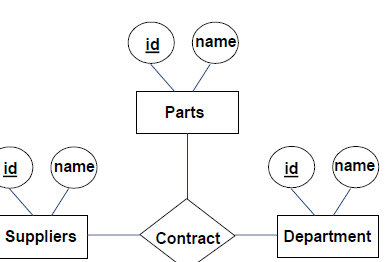 id name
Parts
id name
id name
Suppliers
Contract
Department